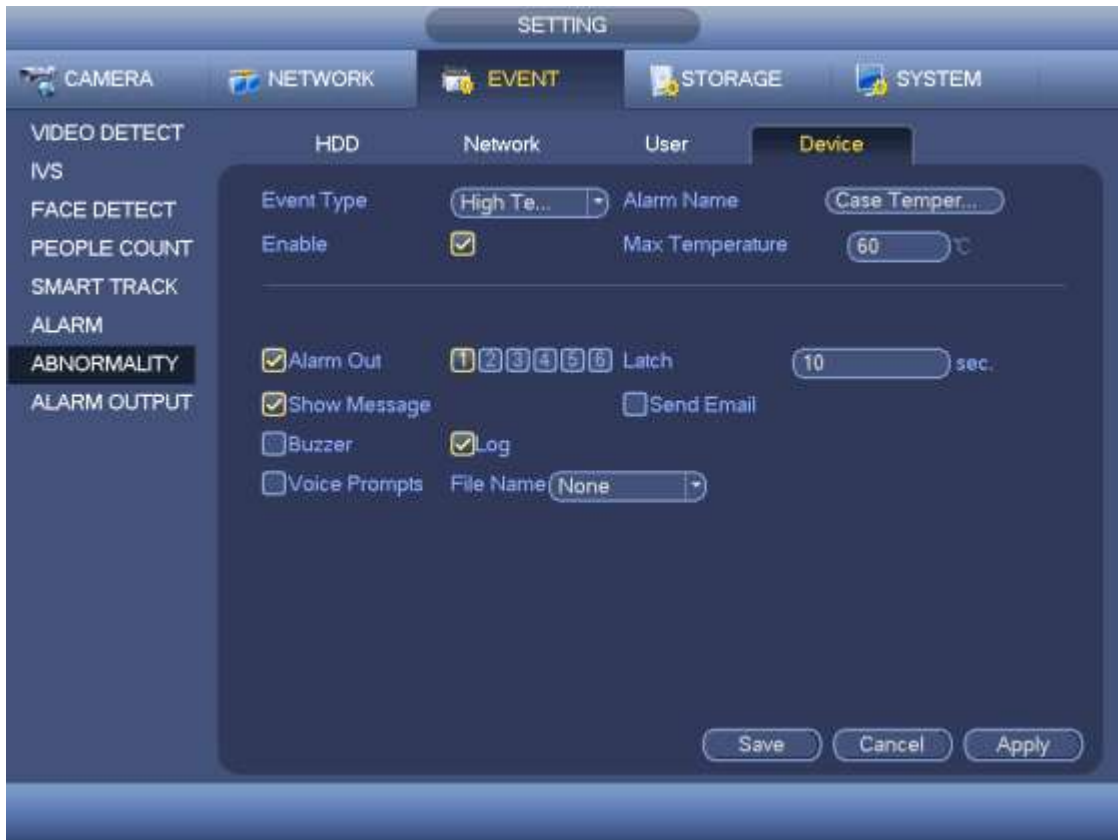 SETTING
CAMERA NETWORK EVENT STORAGE SYSTEM
VIDEO DETECT
IVS
FACE DETECT
PEOPLE COUNT
SMART TRACK
ALARM
ABNORMALITY
ALARM OUTPUT
HDD Network User Device
Event Type High Te... Alarm Name Case Temper...
Enable Max Temperature 60 °C
Alarm Out 1 2 3 4 5 6 Latch 10 sec.
Show Message Send Email
Buzzer Log
Voice Prompts File Name None
Save Cancel Apply